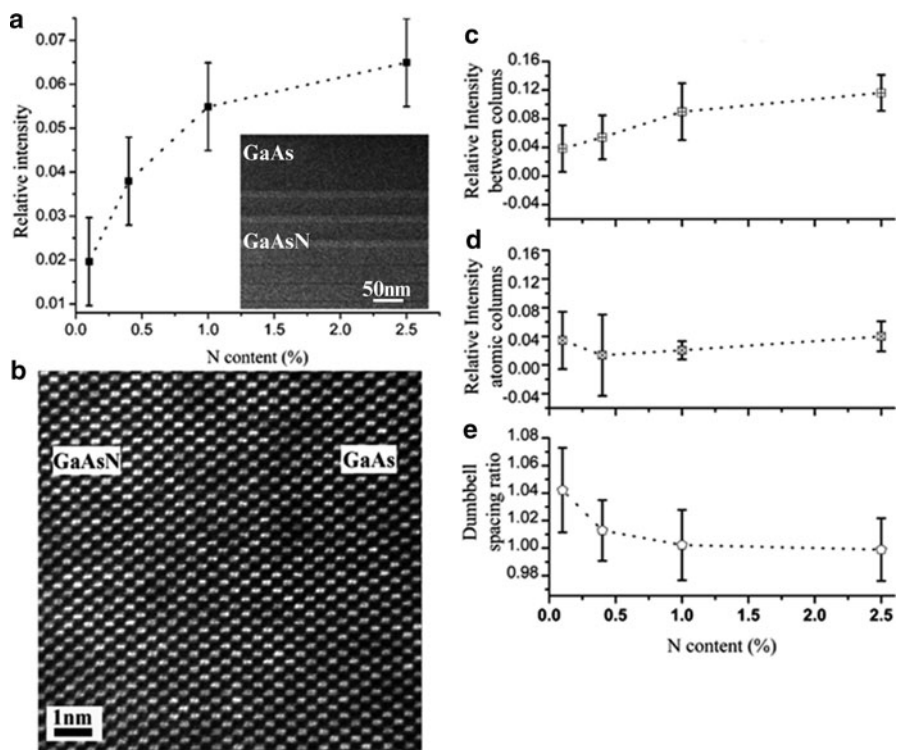 a
Relative intensity
0.07
0.06
0.05
0.04
0.03
0.02
0.01
0.0
0.5
1.0
1.5
2.0
2.5
N content (%)
GaAs
GaAsN
50nm
b
GaAsN
GaAs
1nm
c
Relative Intensity
between colums
0.16
0.12
0.08
0.04
0.00
-0.04
d
Relative Intensity
atomic columns
0.16
0.12
0.08
0.04
0.00
-0.04
e
Dumbbell
spacing ratio
1.08
1.06
1.04
1.02
1.00
0.98
0.0
0.5
1.0
1.5
2.0
2.5
N content (%)